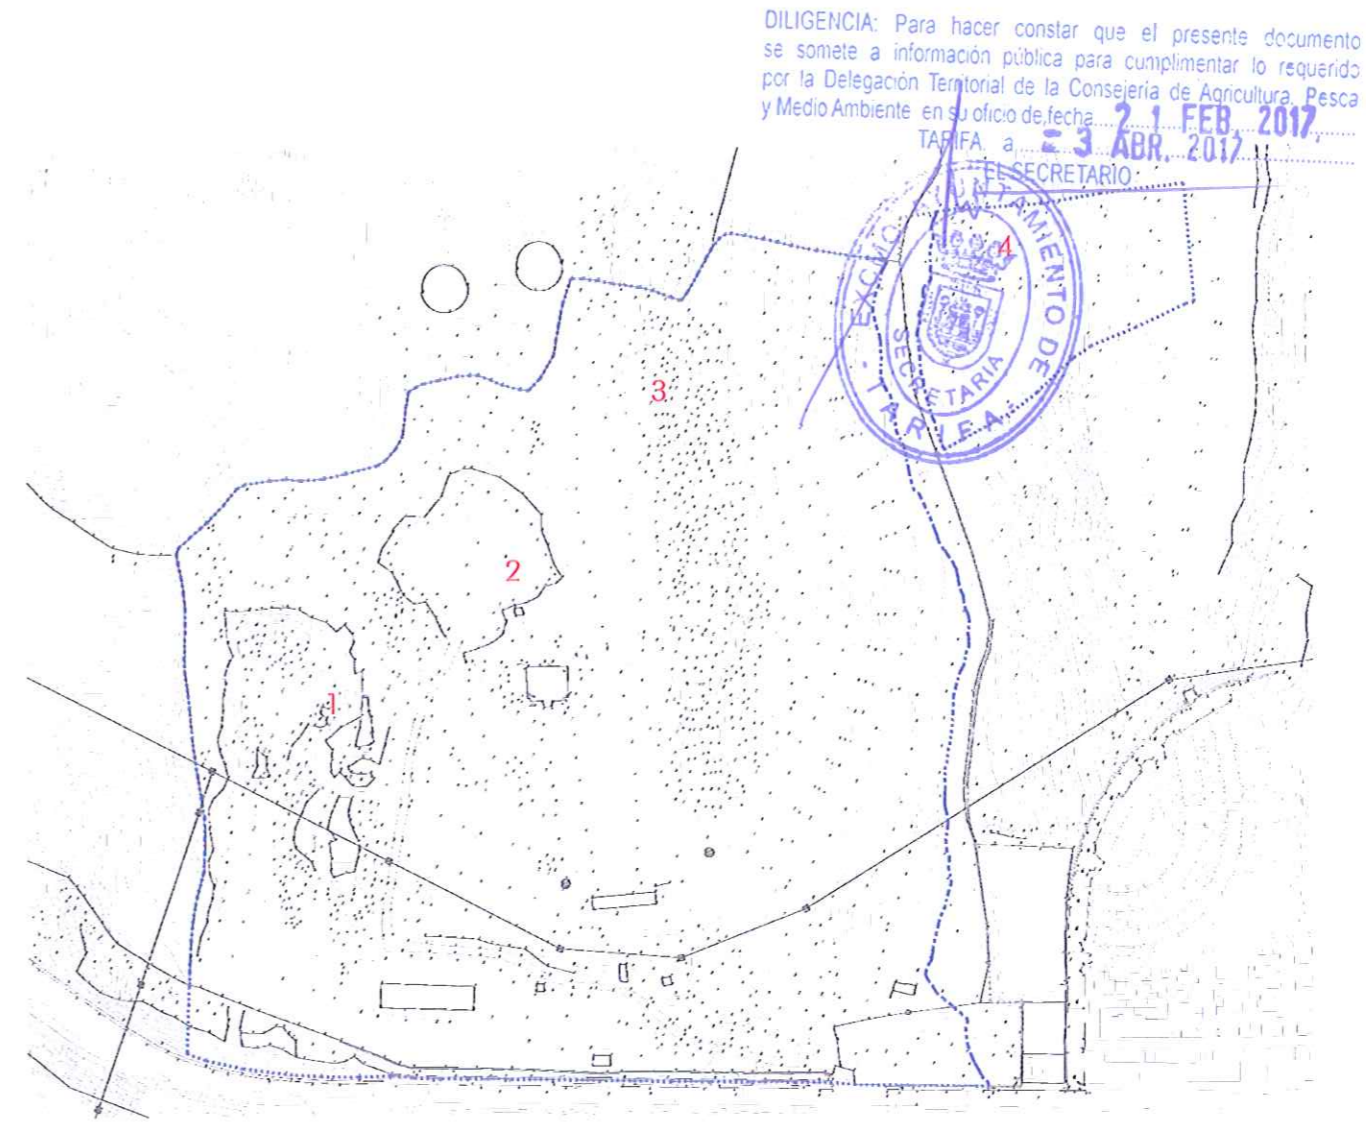 DILIGENCIA: Para hacer constar que el presente documento
se somete a información pública para cumplimentar lo requerido
por la Delegación Territorial de la Consejería de Agricultura, Pesca
y Medio Ambiente en su oficio de fecha 21 FEB. 2017
TARIFA a = 3 ABR. 2017
EL SECRETARIO
EXCMO. AYUNTAMIENTO DE
TARIFA
SECRETARIA
4
3
2
1